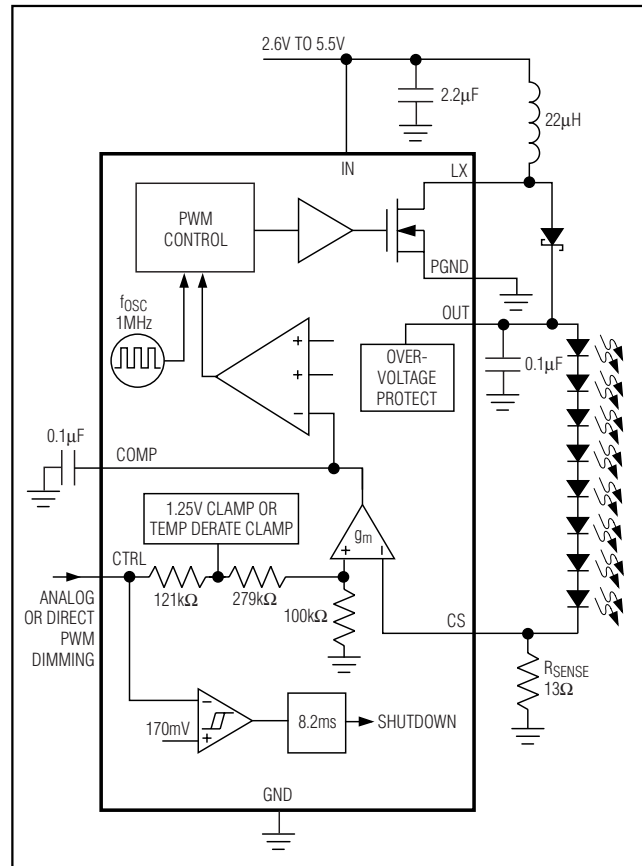 2.6V TO 5.5V
2.2µF
22µH
IN
LX
PWM
CONTROL
PGND
fOSC
1MHz
OUT
OVER-
VOLTAGE
PROTECT
0.1µF
+
+
−
0.1µF
COMP
1.25V CLAMP OR
TEMP DERATE CLAMP
gm
+
−
CTRL
121kΩ
279kΩ
100kΩ
CS
ANALOG
OR DIRECT
PWM
DIMMING
RSENSE
13Ω
−
+
170mV
8.2ms
SHUTDOWN
GND